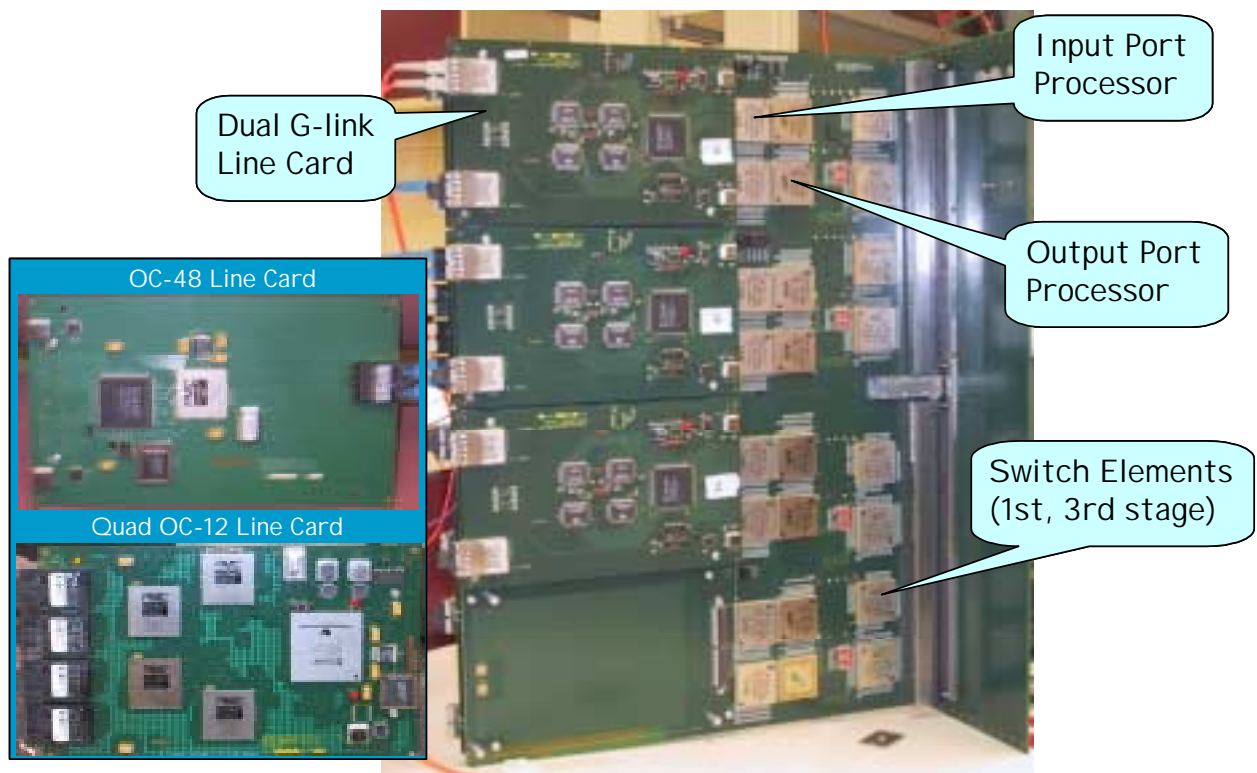 Input Port
Processor
Dual G-link
Line Card
Output Port
Processor
OC-48 Line Card
Switch Elements
(1st, 3rd stage)
Quad OC-12 Line Card